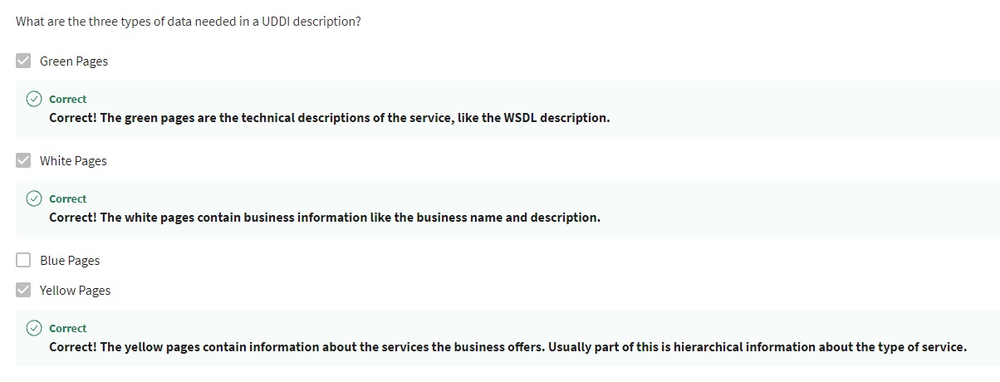 What are the three types of data needed in a UDDI description?
Green Pages
Correct
Correct! The green pages are the technical descriptions of the service, like the WSDL description.
White Pages
Correct
Correct! The white pages contain business information like the business name and description.
Blue Pages
Yellow Pages
Correct
Correct! The yellow pages contain information about the services the business offers. Usually part of this is hierarchical information about the type of service.